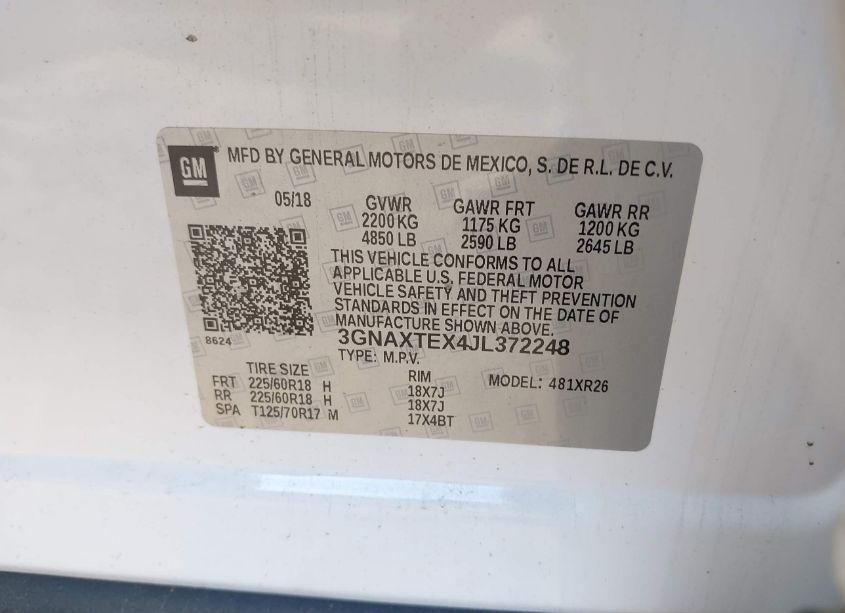 GM MFD BY GENERAL MOTORS DE MEXICO, S. DE R.L. DE C.V.
05/18 GVWR GAWR FRT GAWR RR
2200 KG 1175 KG 1200 KG
4850 LB 2590 LB 2645 LB
THIS VEHICLE CONFORMS TO ALL
APPLICABLE U.S. FEDERAL MOTOR
VEHICLE SAFETY AND THEFT PREVENTION
STANDARDS IN EFFECT ON THE DATE OF
MANUFACTURE SHOWN ABOVE.
8624 3GNAXTEX4JL372248
TYPE: M.P.V.
TIRE SIZE RIM MODEL: 481XR26
FRT 225/60R18 H 18X7J
RR 225/60R18 H 18X7J
SPA T125/70R17 M 17X4BT